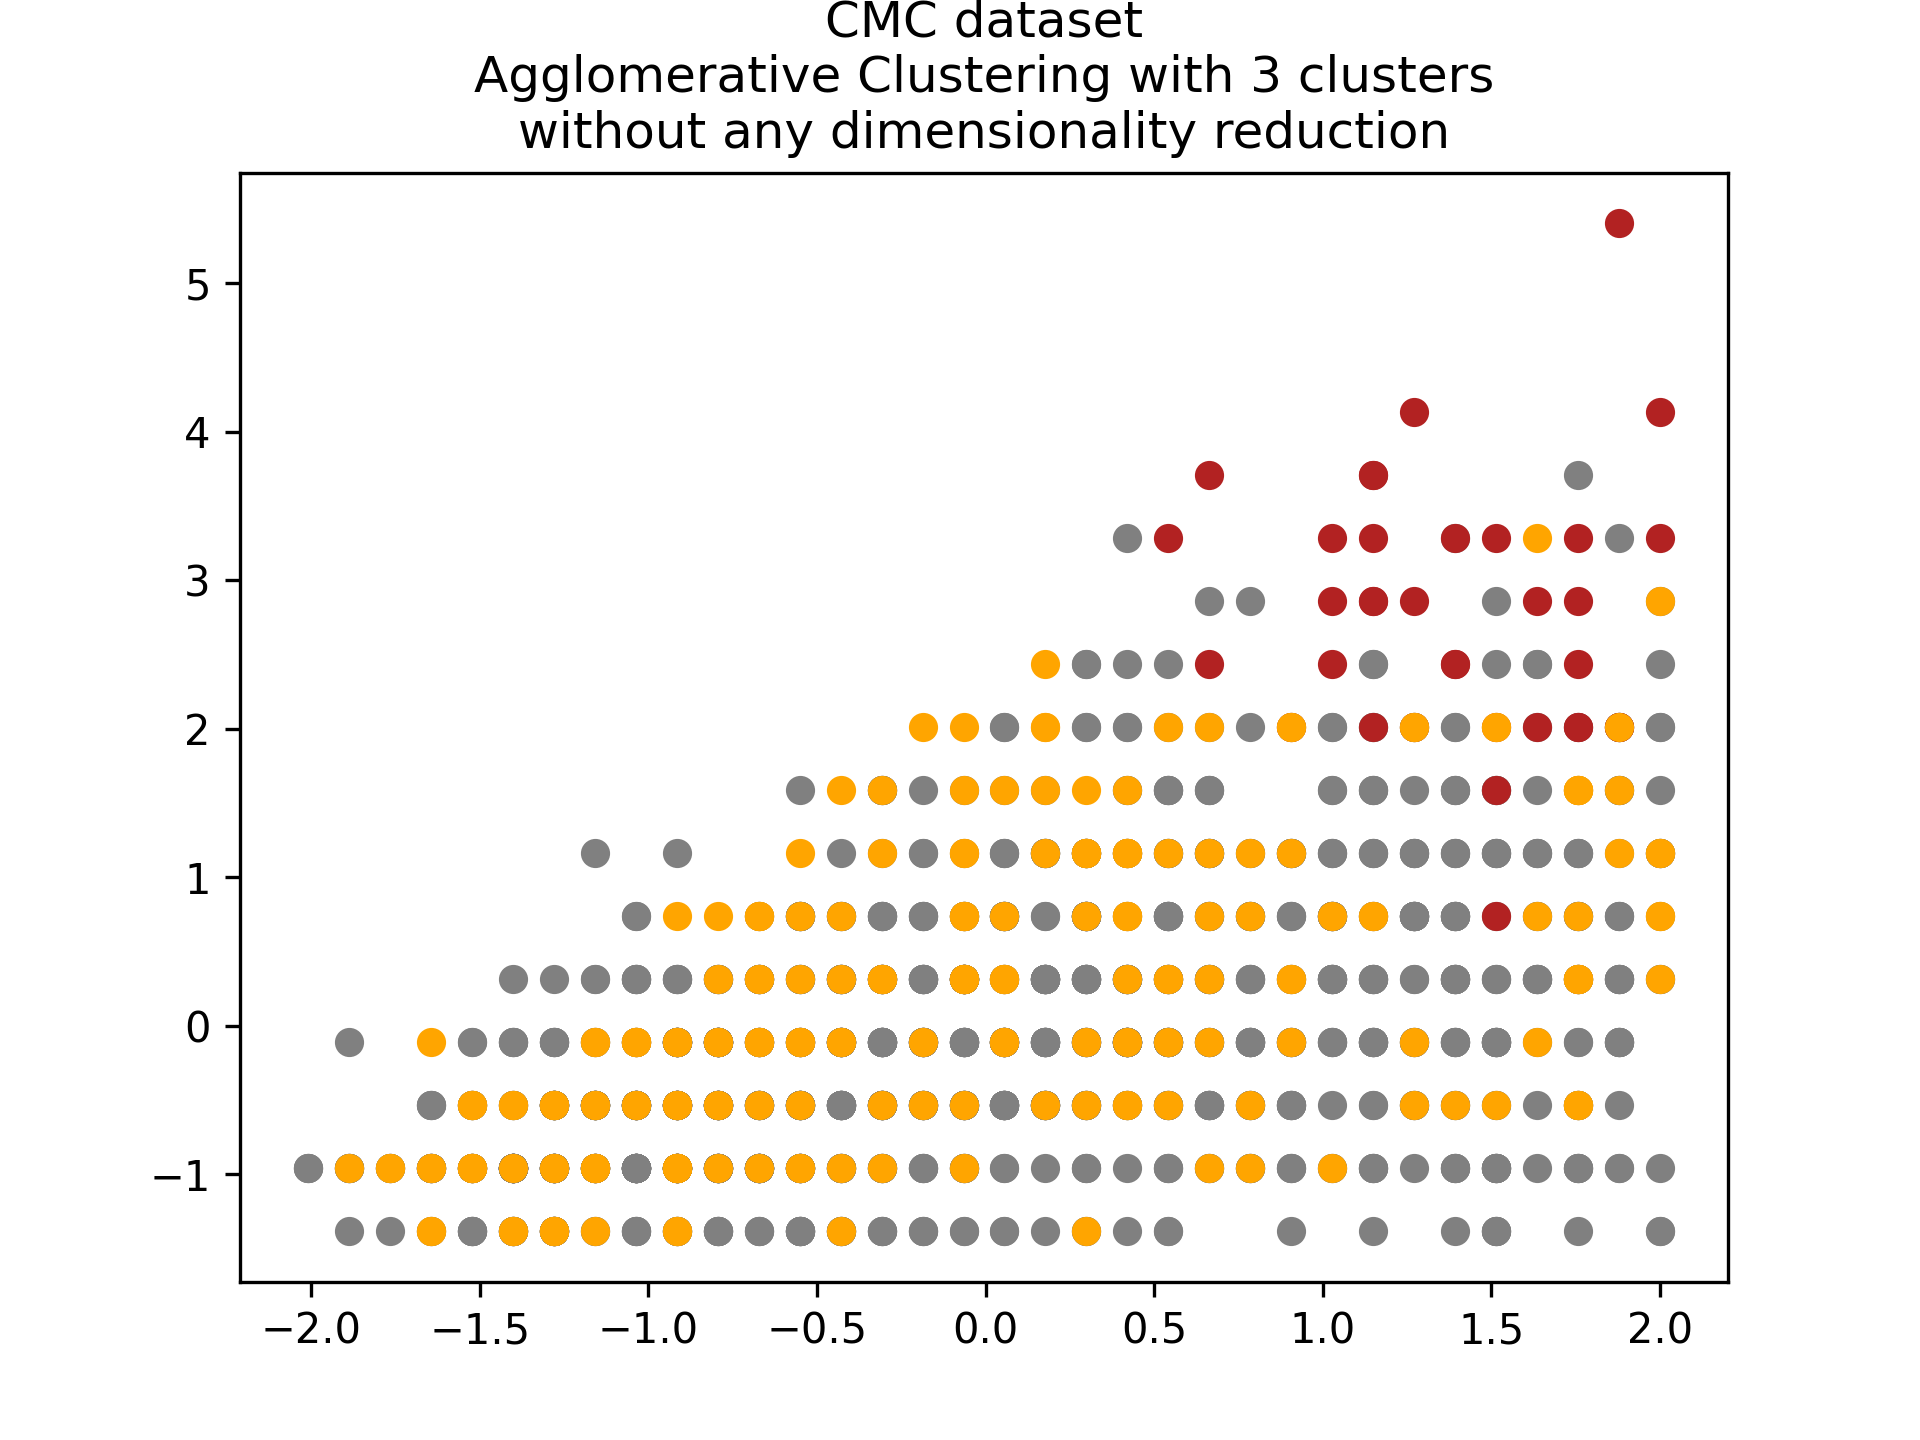 CMC dataset
Agglomerative Clustering with 3 clusters
without any dimensionality reduction
5
4
3
2
1
0
−1
−2.0 −1.5 −1.0 −0.5 0.0 0.5 1.0 1.5 2.0